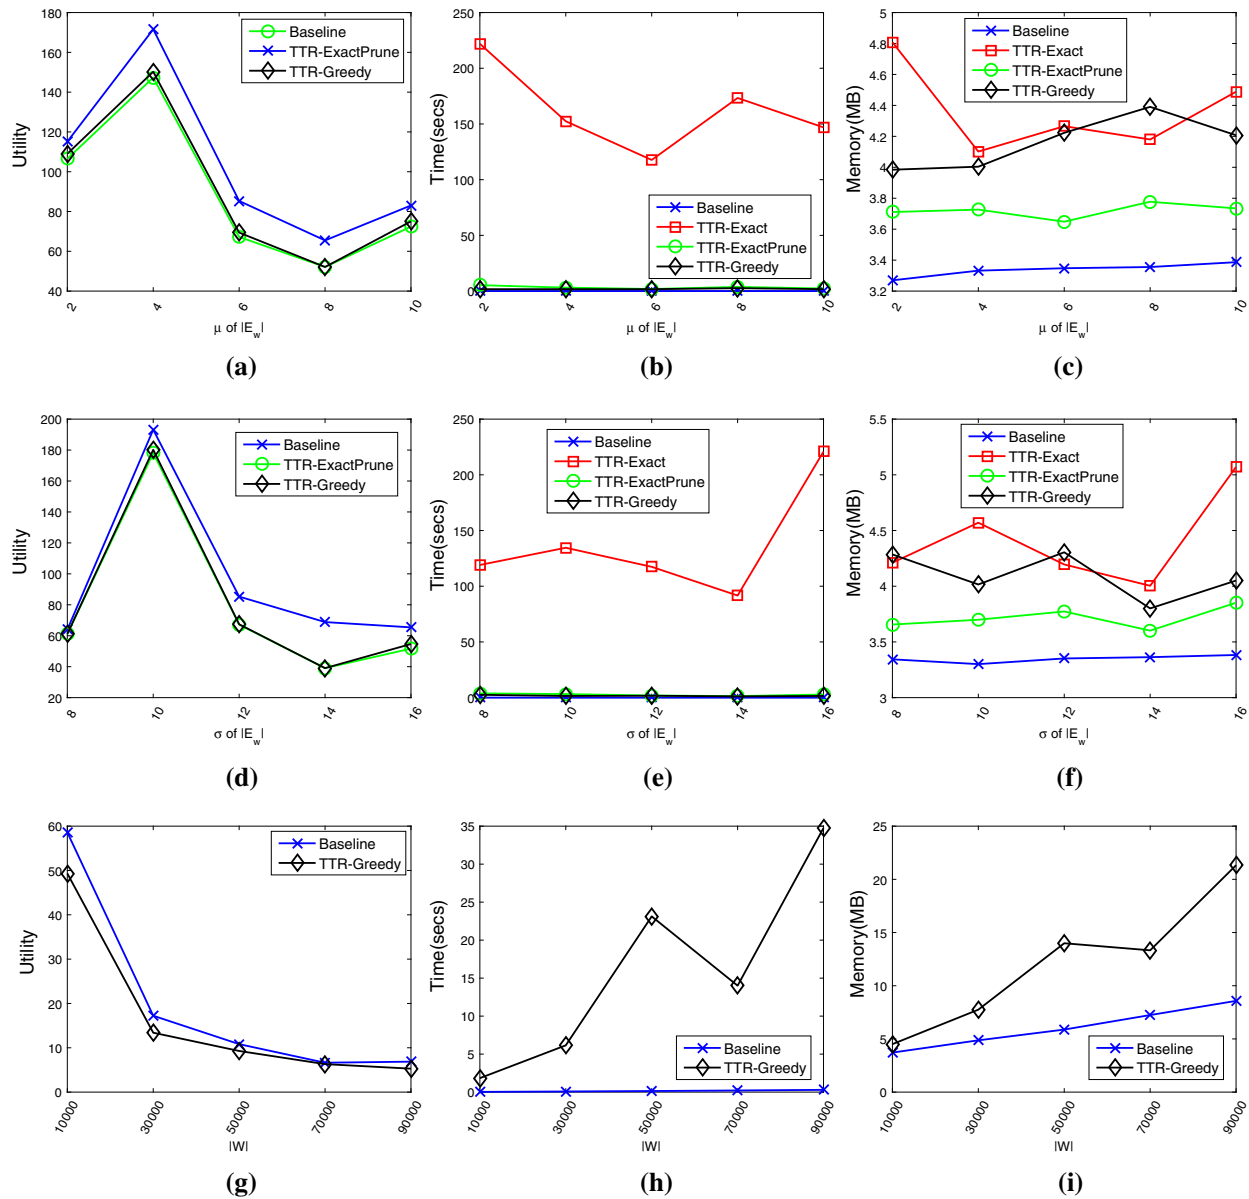 180
160
140
120
100
80
60
40
Utility
Baseline
TTR-ExactPrune
TTR-Greedy
2
4
6
8
10
μ of |E_w|
(a)
250
200
150
100
50
0
Time(secs)
Baseline
TTR-Exact
TTR-ExactPrune
TTR-Greedy
2
4
6
8
10
μ of |E_w|
(b)
5
4.8
4.6
4.4
4.2
4
3.8
3.6
3.4
3.2
Memory(MB)
Baseline
TTR-Exact
TTR-ExactPrune
TTR-Greedy
2
4
6
8
10
μ of |E_w|
(c)
200
180
160
140
120
100
80
60
40
20
Utility
Baseline
TTR-ExactPrune
TTR-Greedy
8
10
12
14
16
σ of |E_w|
(d)
250
200
150
100
50
0
Time(secs)
Baseline
TTR-Exact
TTR-ExactPrune
TTR-Greedy
8
10
12
14
16
σ of |E_w|
(e)
5.5
5
4.5
4
3.5
3
Memory(MB)
Baseline
TTR-Exact
TTR-ExactPrune
TTR-Greedy
8
10
12
14
16
σ of |E_w|
(f)
60
50
40
30
20
10
0
Utility
Baseline
TTR-Greedy
10000
30000
50000
70000
90000
|W|
(g)
35
30
25
20
15
10
5
0
Time(secs)
Baseline
TTR-Greedy
10000
30000
50000
70000
90000
|W|
(h)
25
20
15
10
5
0
Memory(MB)
Baseline
TTR-Greedy
10000
30000
50000
70000
90000
|W|
(i)